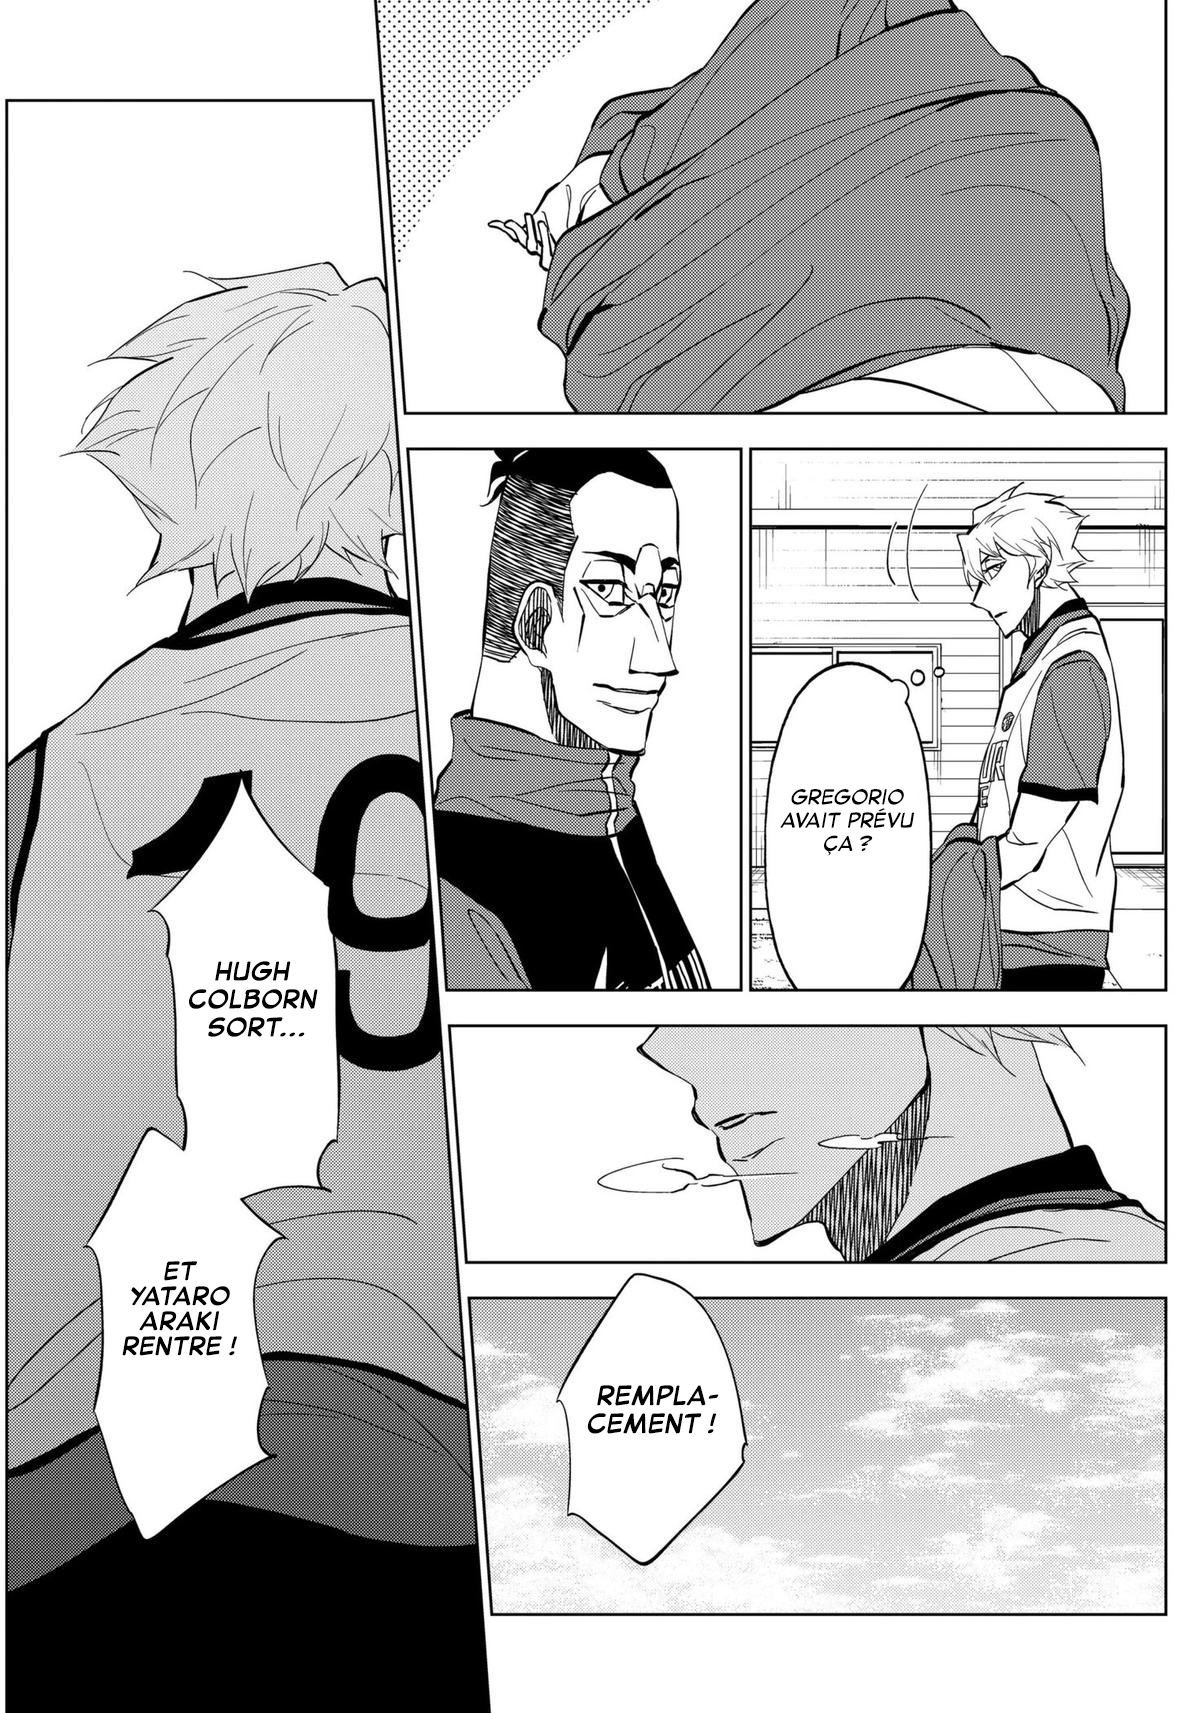 GREGORIO
AVAIT PRÉVU
ÇA ?
REMPLA-
CEMENT !
HUGH
COLBORN
SORT...
ET
YATARO
ARAKI
RENTRE !